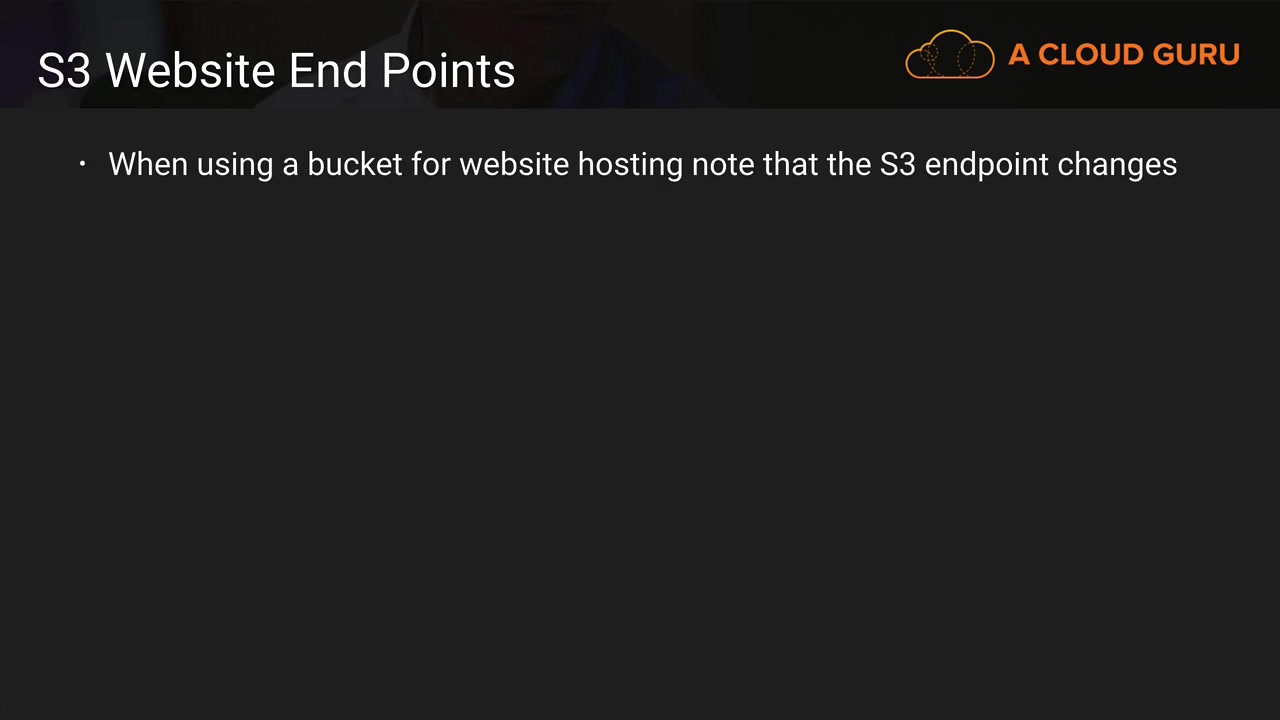 S3 Website End Points
A CLOUD GURU
• When using a bucket for website hosting note that the S3 endpoint changes